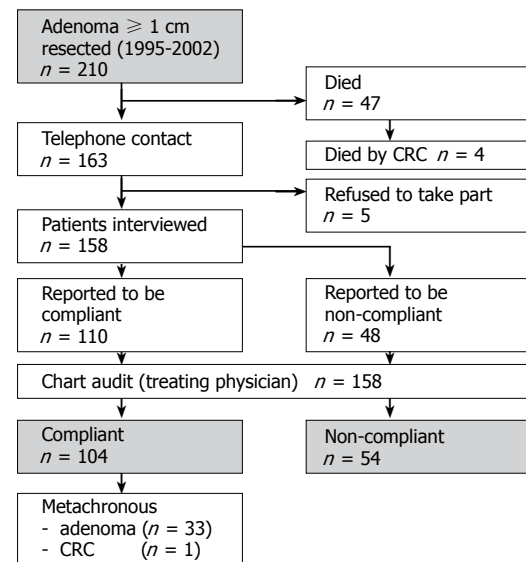 Adenoma ≥ 1 cm
resected (1995-2002)
n = 210
Died
n = 47
Telephone contact
n = 163
Died by CRC n = 4
Refused to take part
n = 5
Patients interviewed
n = 158
Reported to be
compliant
n = 110
Reported to be
non-compliant
n = 48
Chart audit (treating physician) n = 158
Compliant
n = 104
Non-compliant
n = 54
Metachronous
- adenoma (n = 33)
- CRC (n = 1)